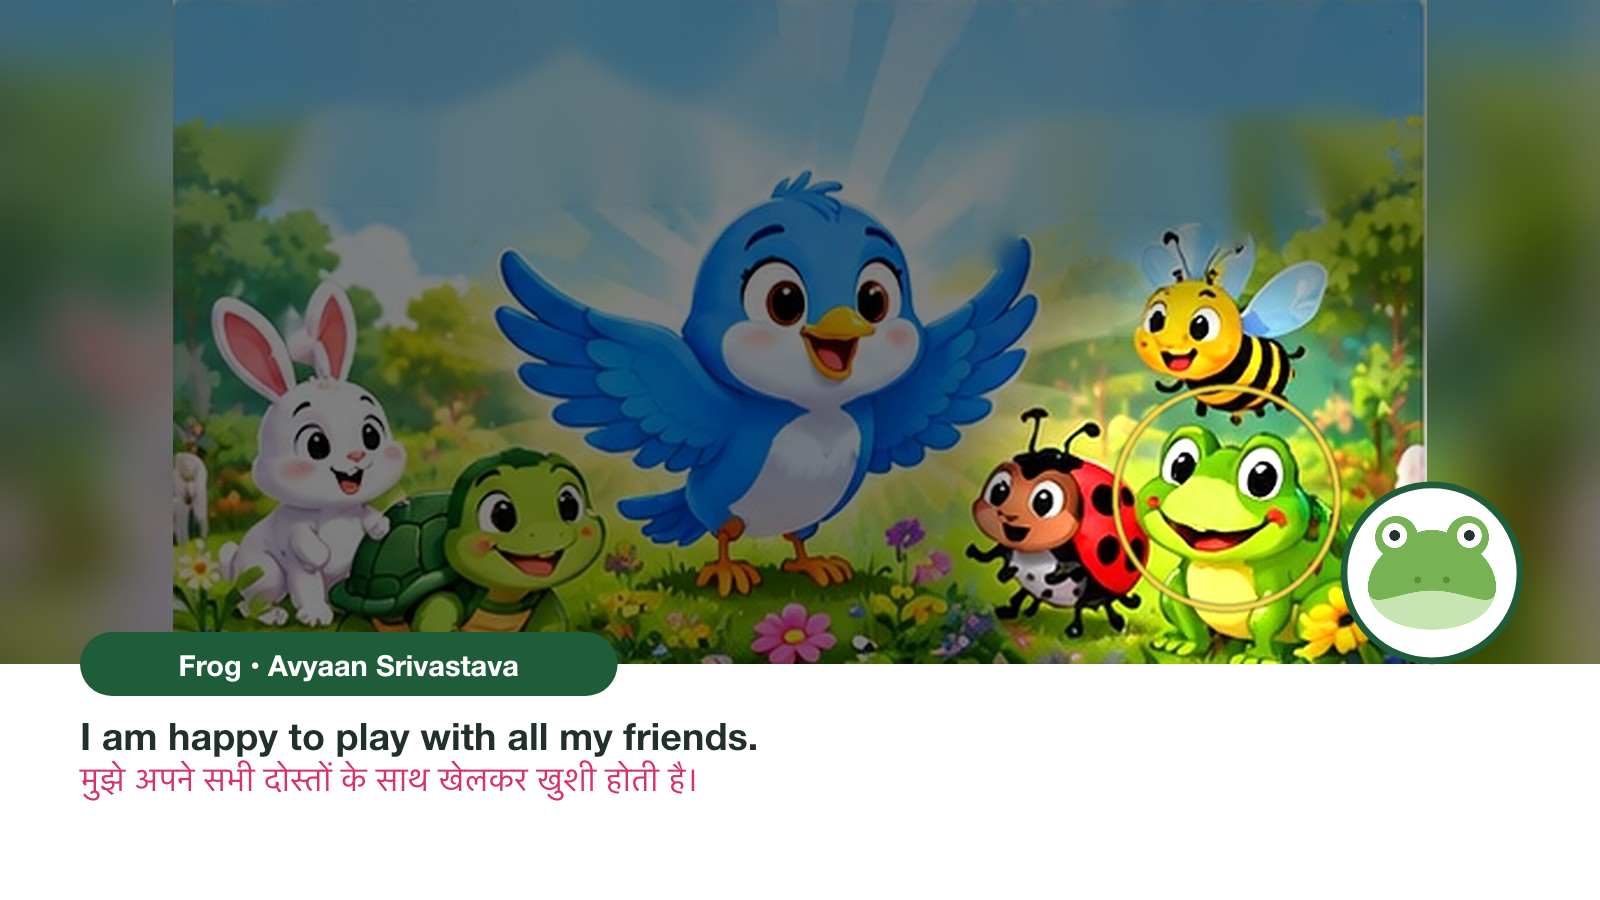 Frog • Avyaan Srivastava
I am happy to play with all my friends.
मुझे अपने सभी दोस्तों के साथ खेलकर खुशी होती है।